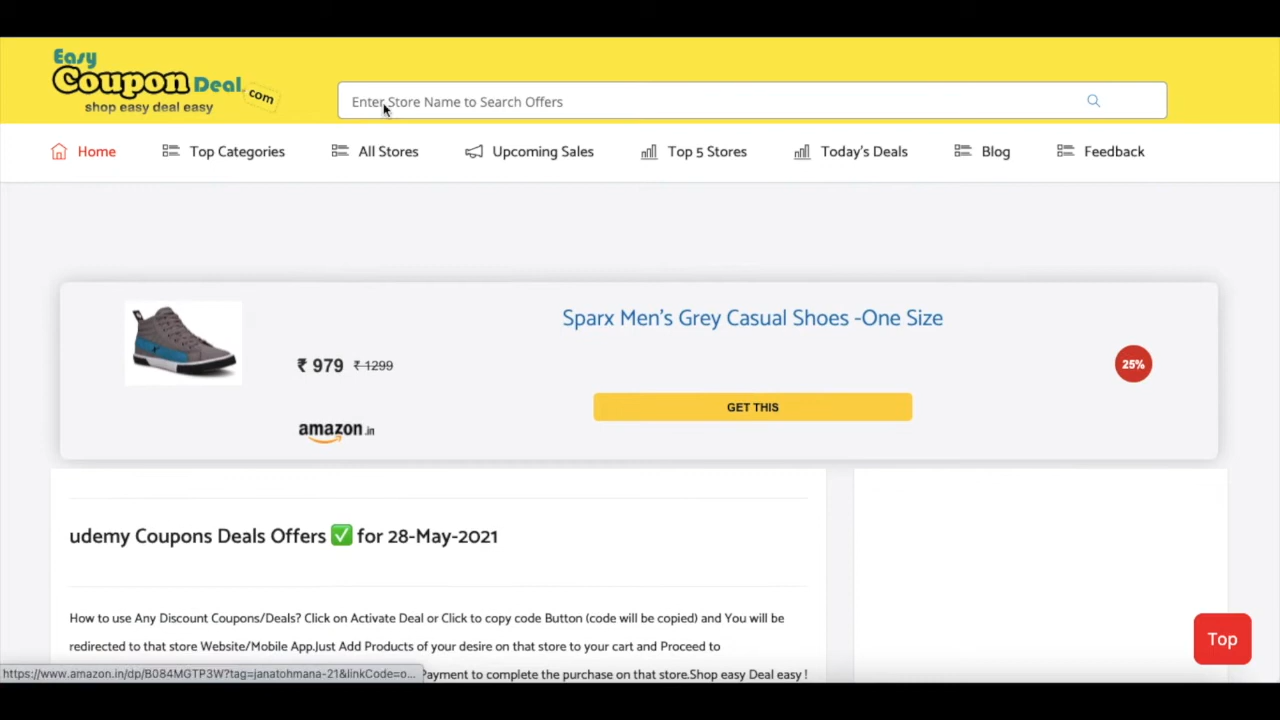 Easy
Coupon Deal.com
shop easy deal easy
Enter Store Name to Search Offers
Home Top Categories All Stores Upcoming Sales Top 5 Stores Today's Deals Blog Feedback
Sparx Men's Grey Casual Shoes -One Size
₹ 979 ₹ 1299
25%
GET THIS
amazon.in
udemy Coupons Deals Offers ✅ for 28-May-2021
How to use Any Discount Coupons/Deals? Click on Activate Deal or Click to copy code Button (code will be copied) and You will be
redirected to that store Website/Mobile App.Just Add Products of your desire on that store to your cart and Proceed to
Top
https://www.amazon.in/dp/B084MGTP3W?tag=janatohmana-21&linkCode=o... Payment to complete the purchase on that store.Shop easy Deal easy !